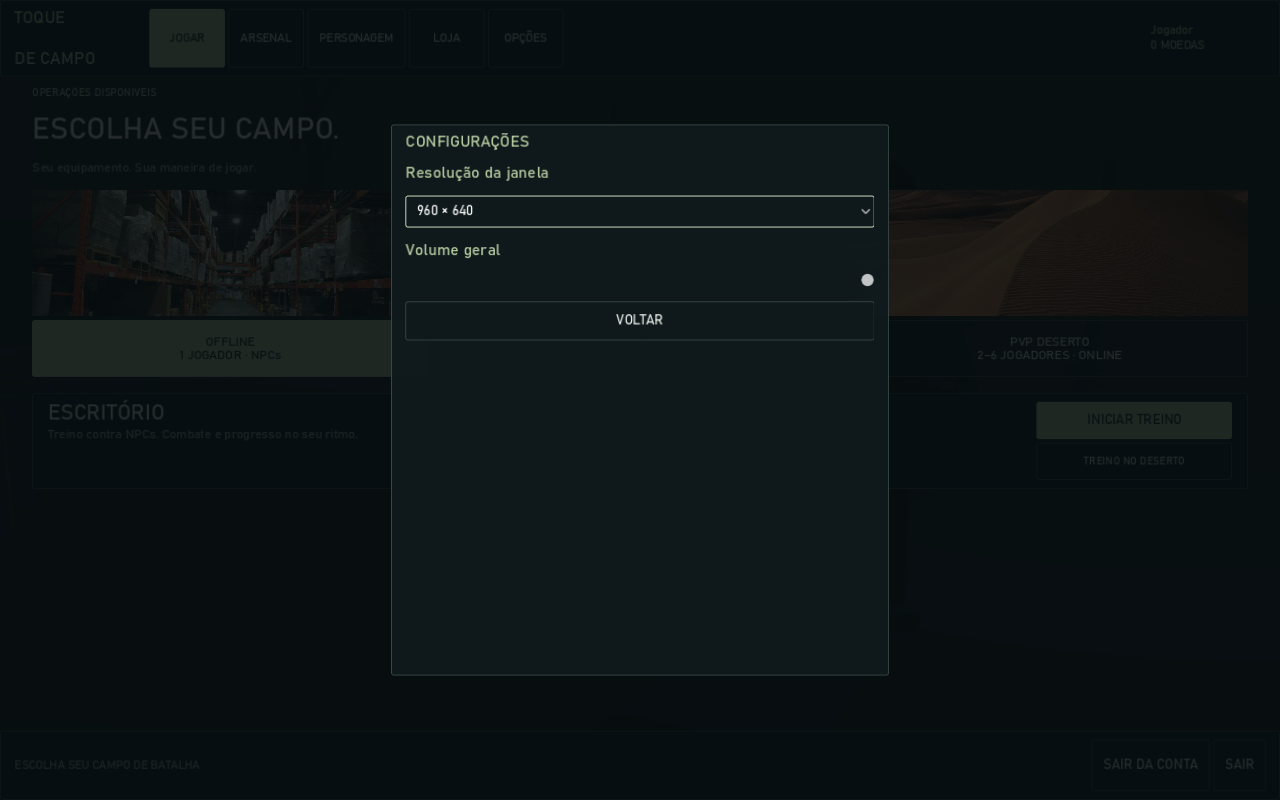 TOQUE
DE CAMPO
JOGAR
ARSENAL
PERSONAGEM
LOJA
OPÇÕES
Jogador
0 MOEDAS
OPERAÇOES DISPONIVEIS
ESCOLHA SEU CAMPO.
Seu equipamento. Sua maneira de jogar.
CONFIGURAÇÕES
Resolução da janela
960 × 640
Volume geral
VOLTAR
OFFLINE
1 JOGADOR · NPCs
PVP DESERTO
2–6 JOGADORES · ONLINE
ESCRITÓRIO
Treino contra NPCs. Combate e progresso no seu ritmo.
INICIAR TREINO
TREINO NO DESERTO
ESCOLHA SEU CAMPO DE BATALHA
SAIR DA CONTA
SAIR